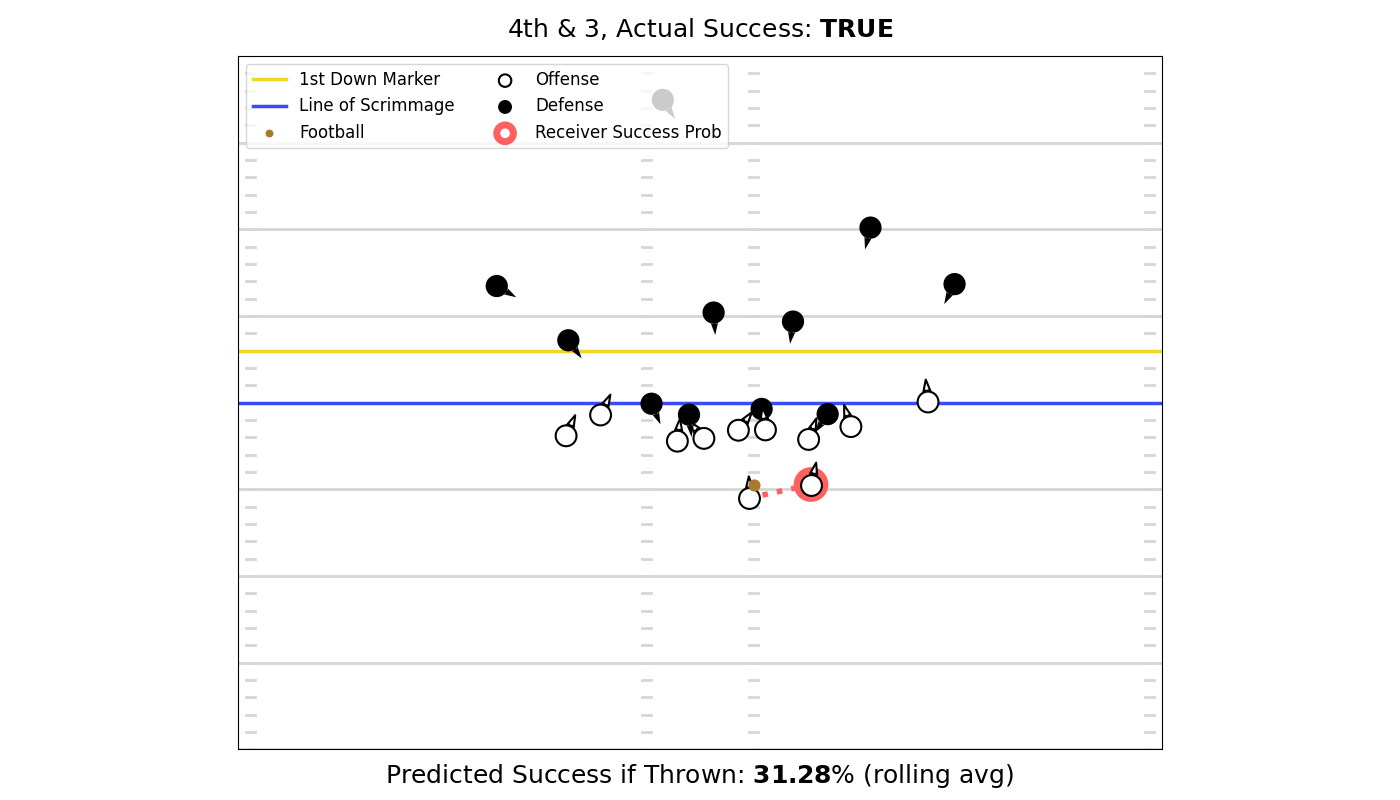 4th & 3, Actual Success: TRUE
1st Down Marker
Line of Scrimmage
Football
Offense
Defense
Receiver Success Prob
Predicted Success if Thrown: 31.28% (rolling avg)